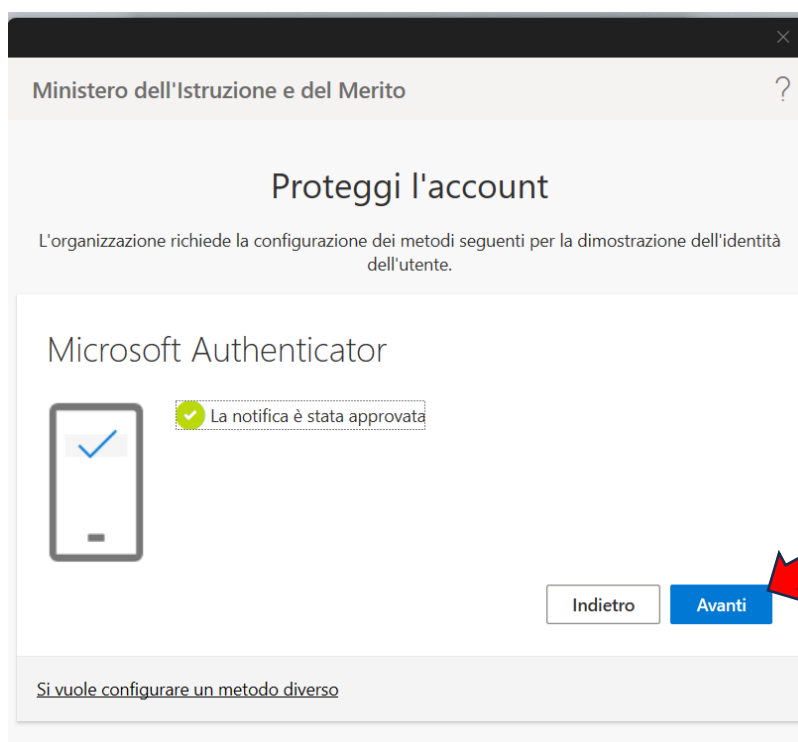 Ministero dell'Istruzione e del Merito
Proteggi l'account
L'organizzazione richiede la configurazione dei metodi seguenti per la dimostrazione dell'identità
dell'utente.
Microsoft Authenticator
La notifica è stata approvata
Indietro
Avanti
Si vuole configurare un metodo diverso